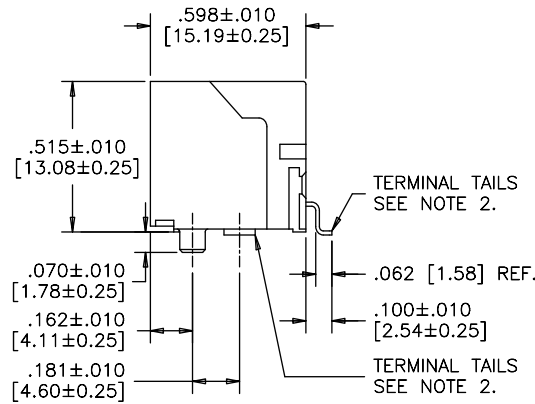 .598±.010
[15.19±0.25]
.515±.010
[13.08±0.25]
TERMINAL TAILS
SEE NOTE 2.
.070±.010
[1.78±0.25]
.062 [1.58] REF.
.162±.010
[4.11±0.25]
.100±.010
[2.54±0.25]
.181±.010
[4.60±0.25]
TERMINAL TAILS
SEE NOTE 2.